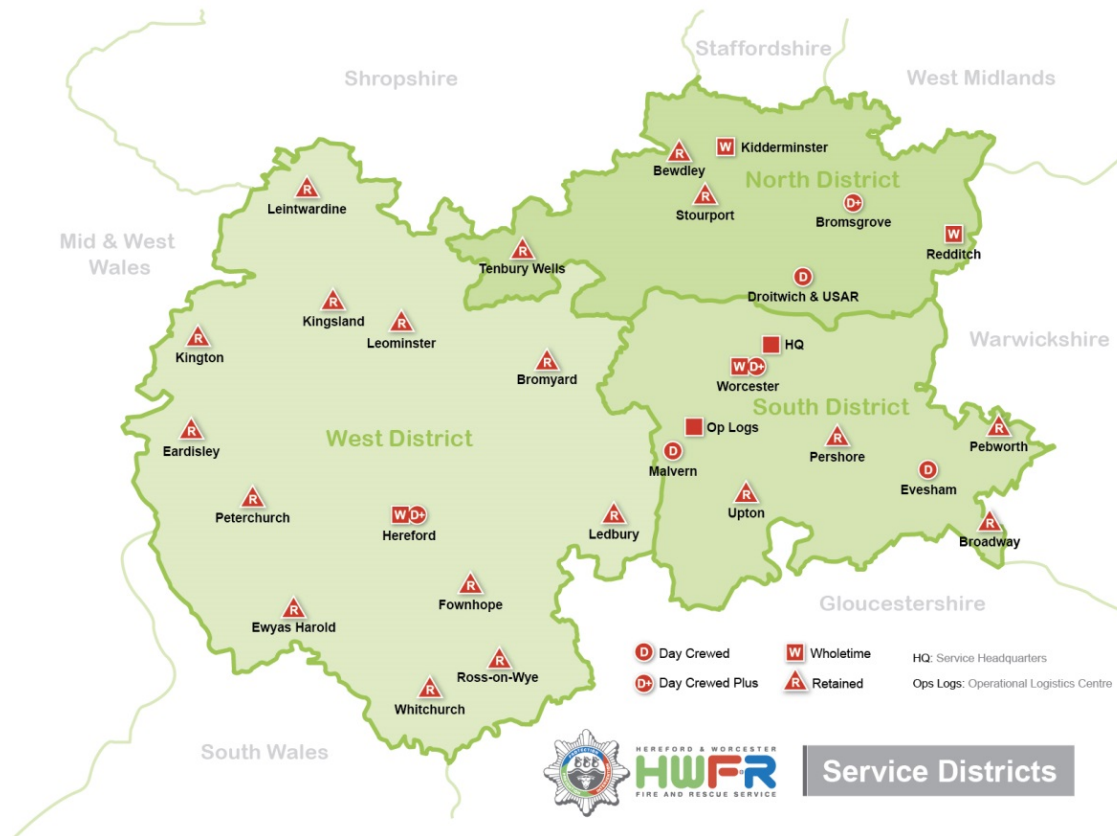 Staffordshire
Shropshire
West Midlands
W
Kidderminster
R
Bewdley
North District
R
Stourport
D+
Bromsgrove
R
Leintwardine
W
Redditch
Mid & West
Wales
R
Tenbury Wells
D
Droitwich & USAR
R
Kingsland
R
Leominster
R
Kington
Warwickshire
HQ
R
Bromyard
W D+
Worcester
South District
West District
R
Eardisley
Op Logs
D
Malvern
R
Pershore
R
Pebworth
D
Evesham
R
Peterchurch
R
Upton
W D+
Hereford
R
Ledbury
R
Broadway
R
Fownhope
R
Ewyas Harold
Gloucestershire
R
Ross-on-Wye
R
Whitchurch
South Wales
D Day Crewed
W Wholetime
HQ: Service Headquarters
D+ Day Crewed Plus
R Retained
Ops Logs: Operational Logistics Centre
HEREFORD & WORCESTER
HWFR
FIRE AND RESCUE SERVICE
Service Districts